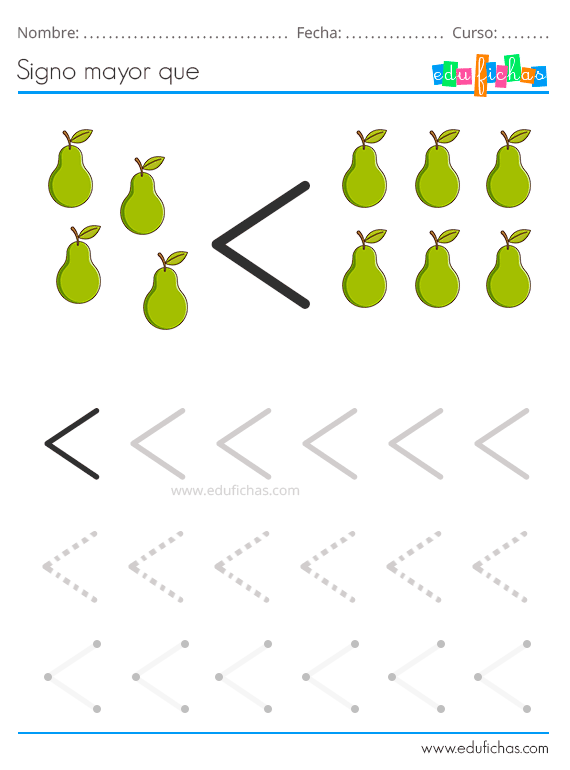 Nombre: ................................ Fecha: ................ Curso: ........
Signo mayor que
edufichas
<
<
www.edufichas.com
www.edufichas.com